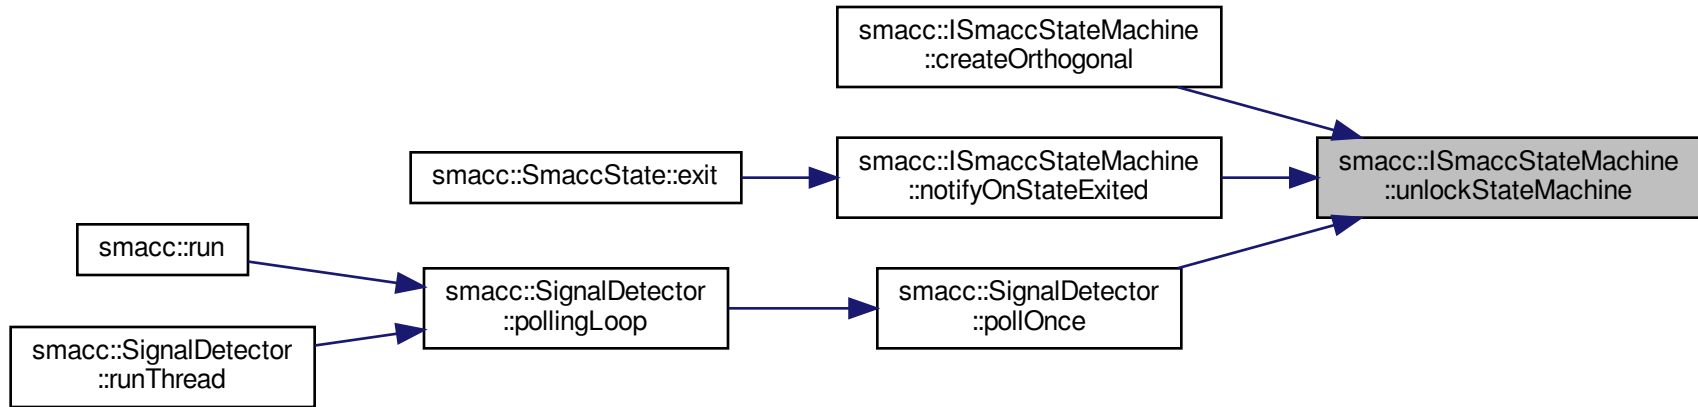 smacc::ISmaccStateMachine
::createOrthogonal
smacc::SmaccState::exit
smacc::ISmaccStateMachine
::notifyOnStateExited
smacc::ISmaccStateMachine
::unlockStateMachine
smacc::run
smacc::SignalDetector
::pollingLoop
smacc::SignalDetector
::pollOnce
smacc::SignalDetector
::runThread